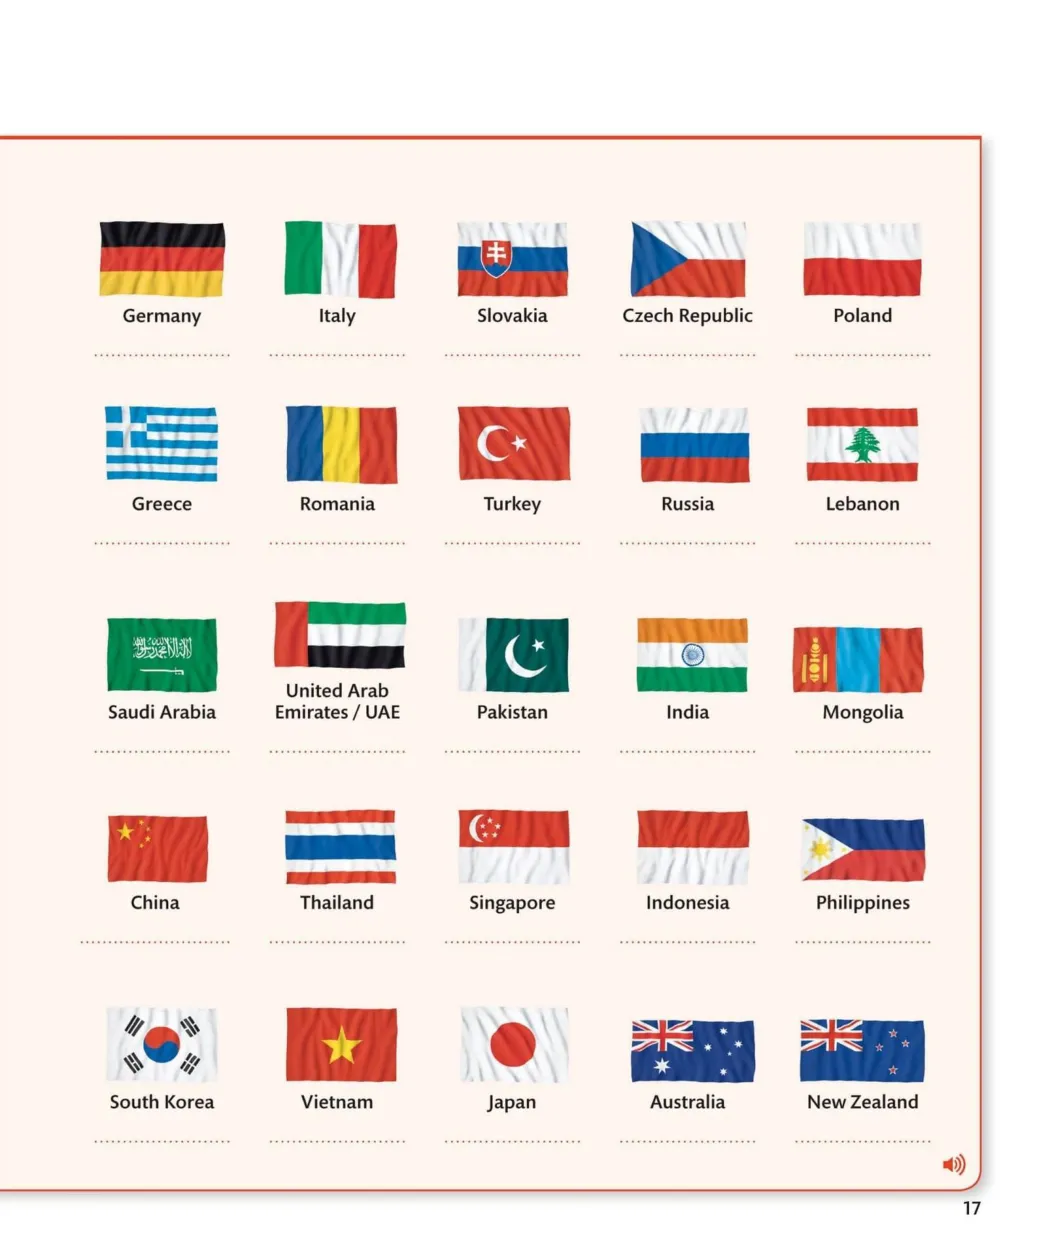 Germany
Italy
Slovakia
Czech Republic
Poland
Greece
Romania
Turkey
Russia
Lebanon
Saudi Arabia
United Arab
Emirates / UAE
Pakistan
India
Mongolia
China
Thailand
Singapore
Indonesia
Philippines
South Korea
Vietnam
Japan
Australia
New Zealand
17